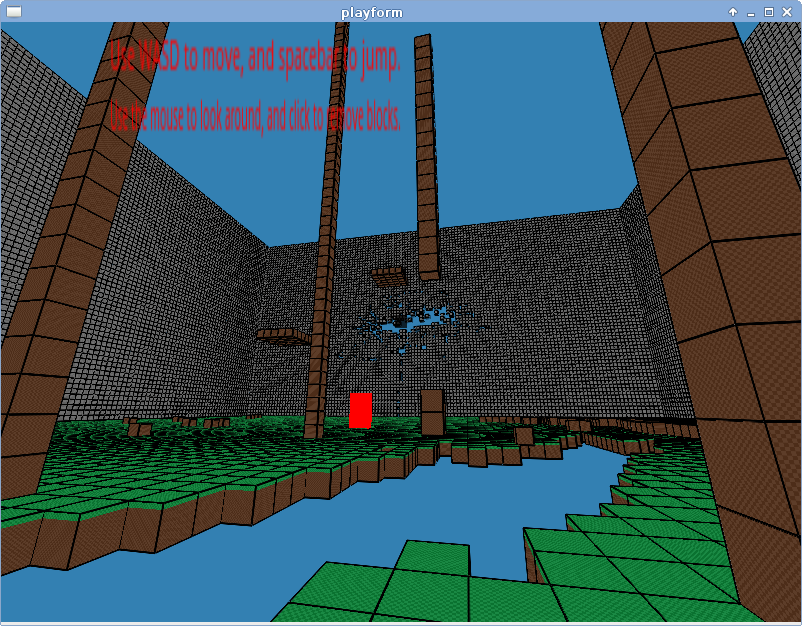 playform
Use WASD to move, and spacebar to jump.
Use the mouse to look around, and click to remove blocks.